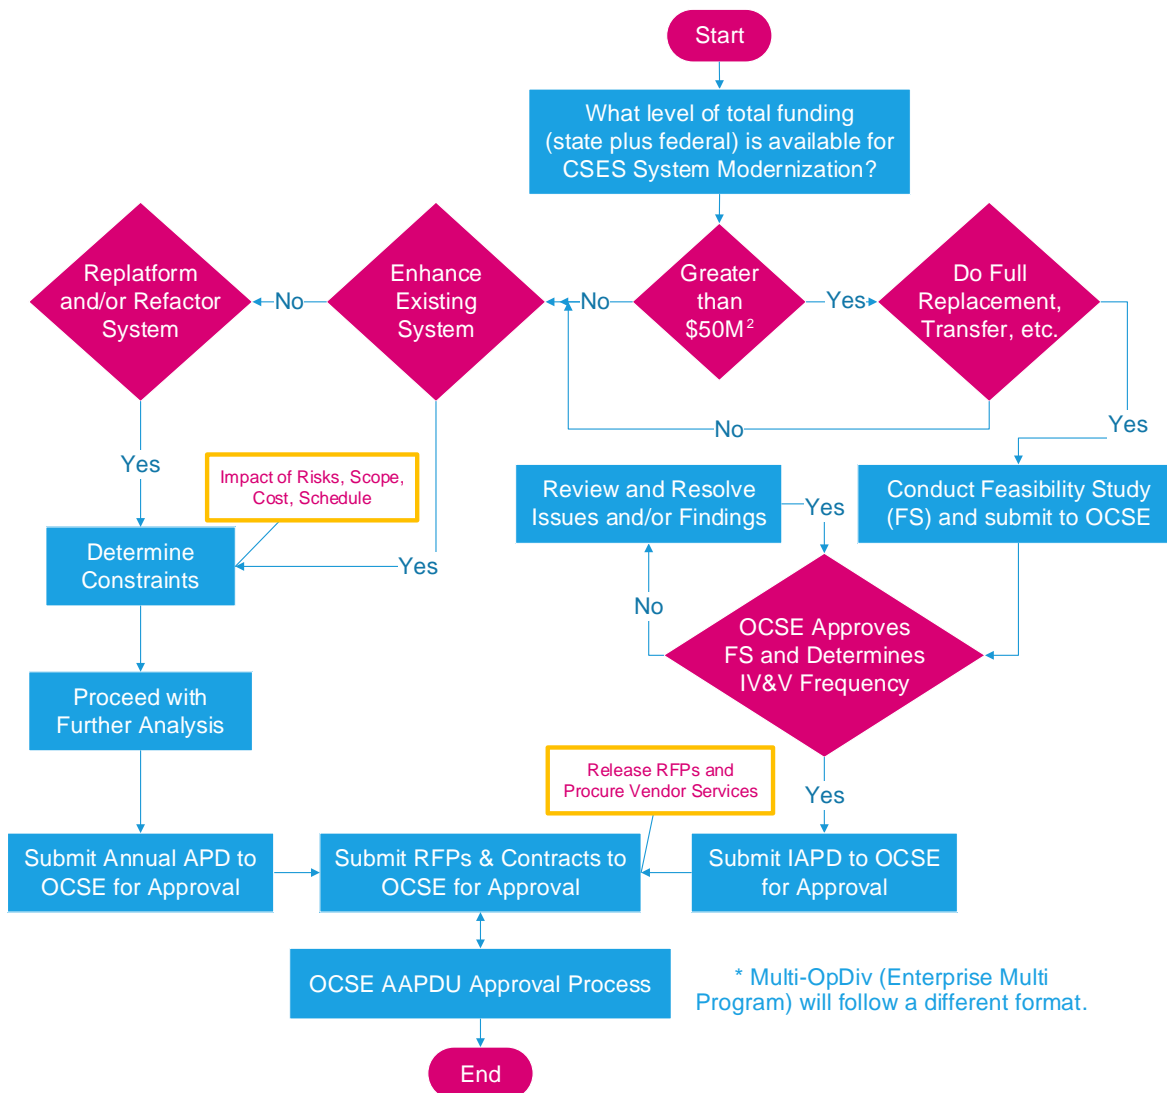 Start
What level of total funding
(state plus federal) is available for
CSES System Modernization?
Replatform
and/or Refactor
System
No
Enhance
Existing
System
No
Greater
than
$50M²
Yes
Do Full
Replacement,
Transfer, etc.
No
Yes
Yes
Impact of Risks, Scope,
Cost, Schedule
Review and Resolve
Issues and/or Findings
Yes
Conduct Feasibility Study
(FS) and submit to OCSE
Determine
Constraints
Yes
No
OCSE Approves
FS and Determines
IV&V Frequency
Proceed with
Further Analysis
Release RFPs and
Procure Vendor Services
Yes
Submit Annual APD to
OCSE for Approval
Submit RFPs & Contracts to
OCSE for Approval
Submit IAPD to OCSE
for Approval
OCSE AAPDU Approval Process
* Multi-OpDiv (Enterprise Multi
Program) will follow a different format.
End